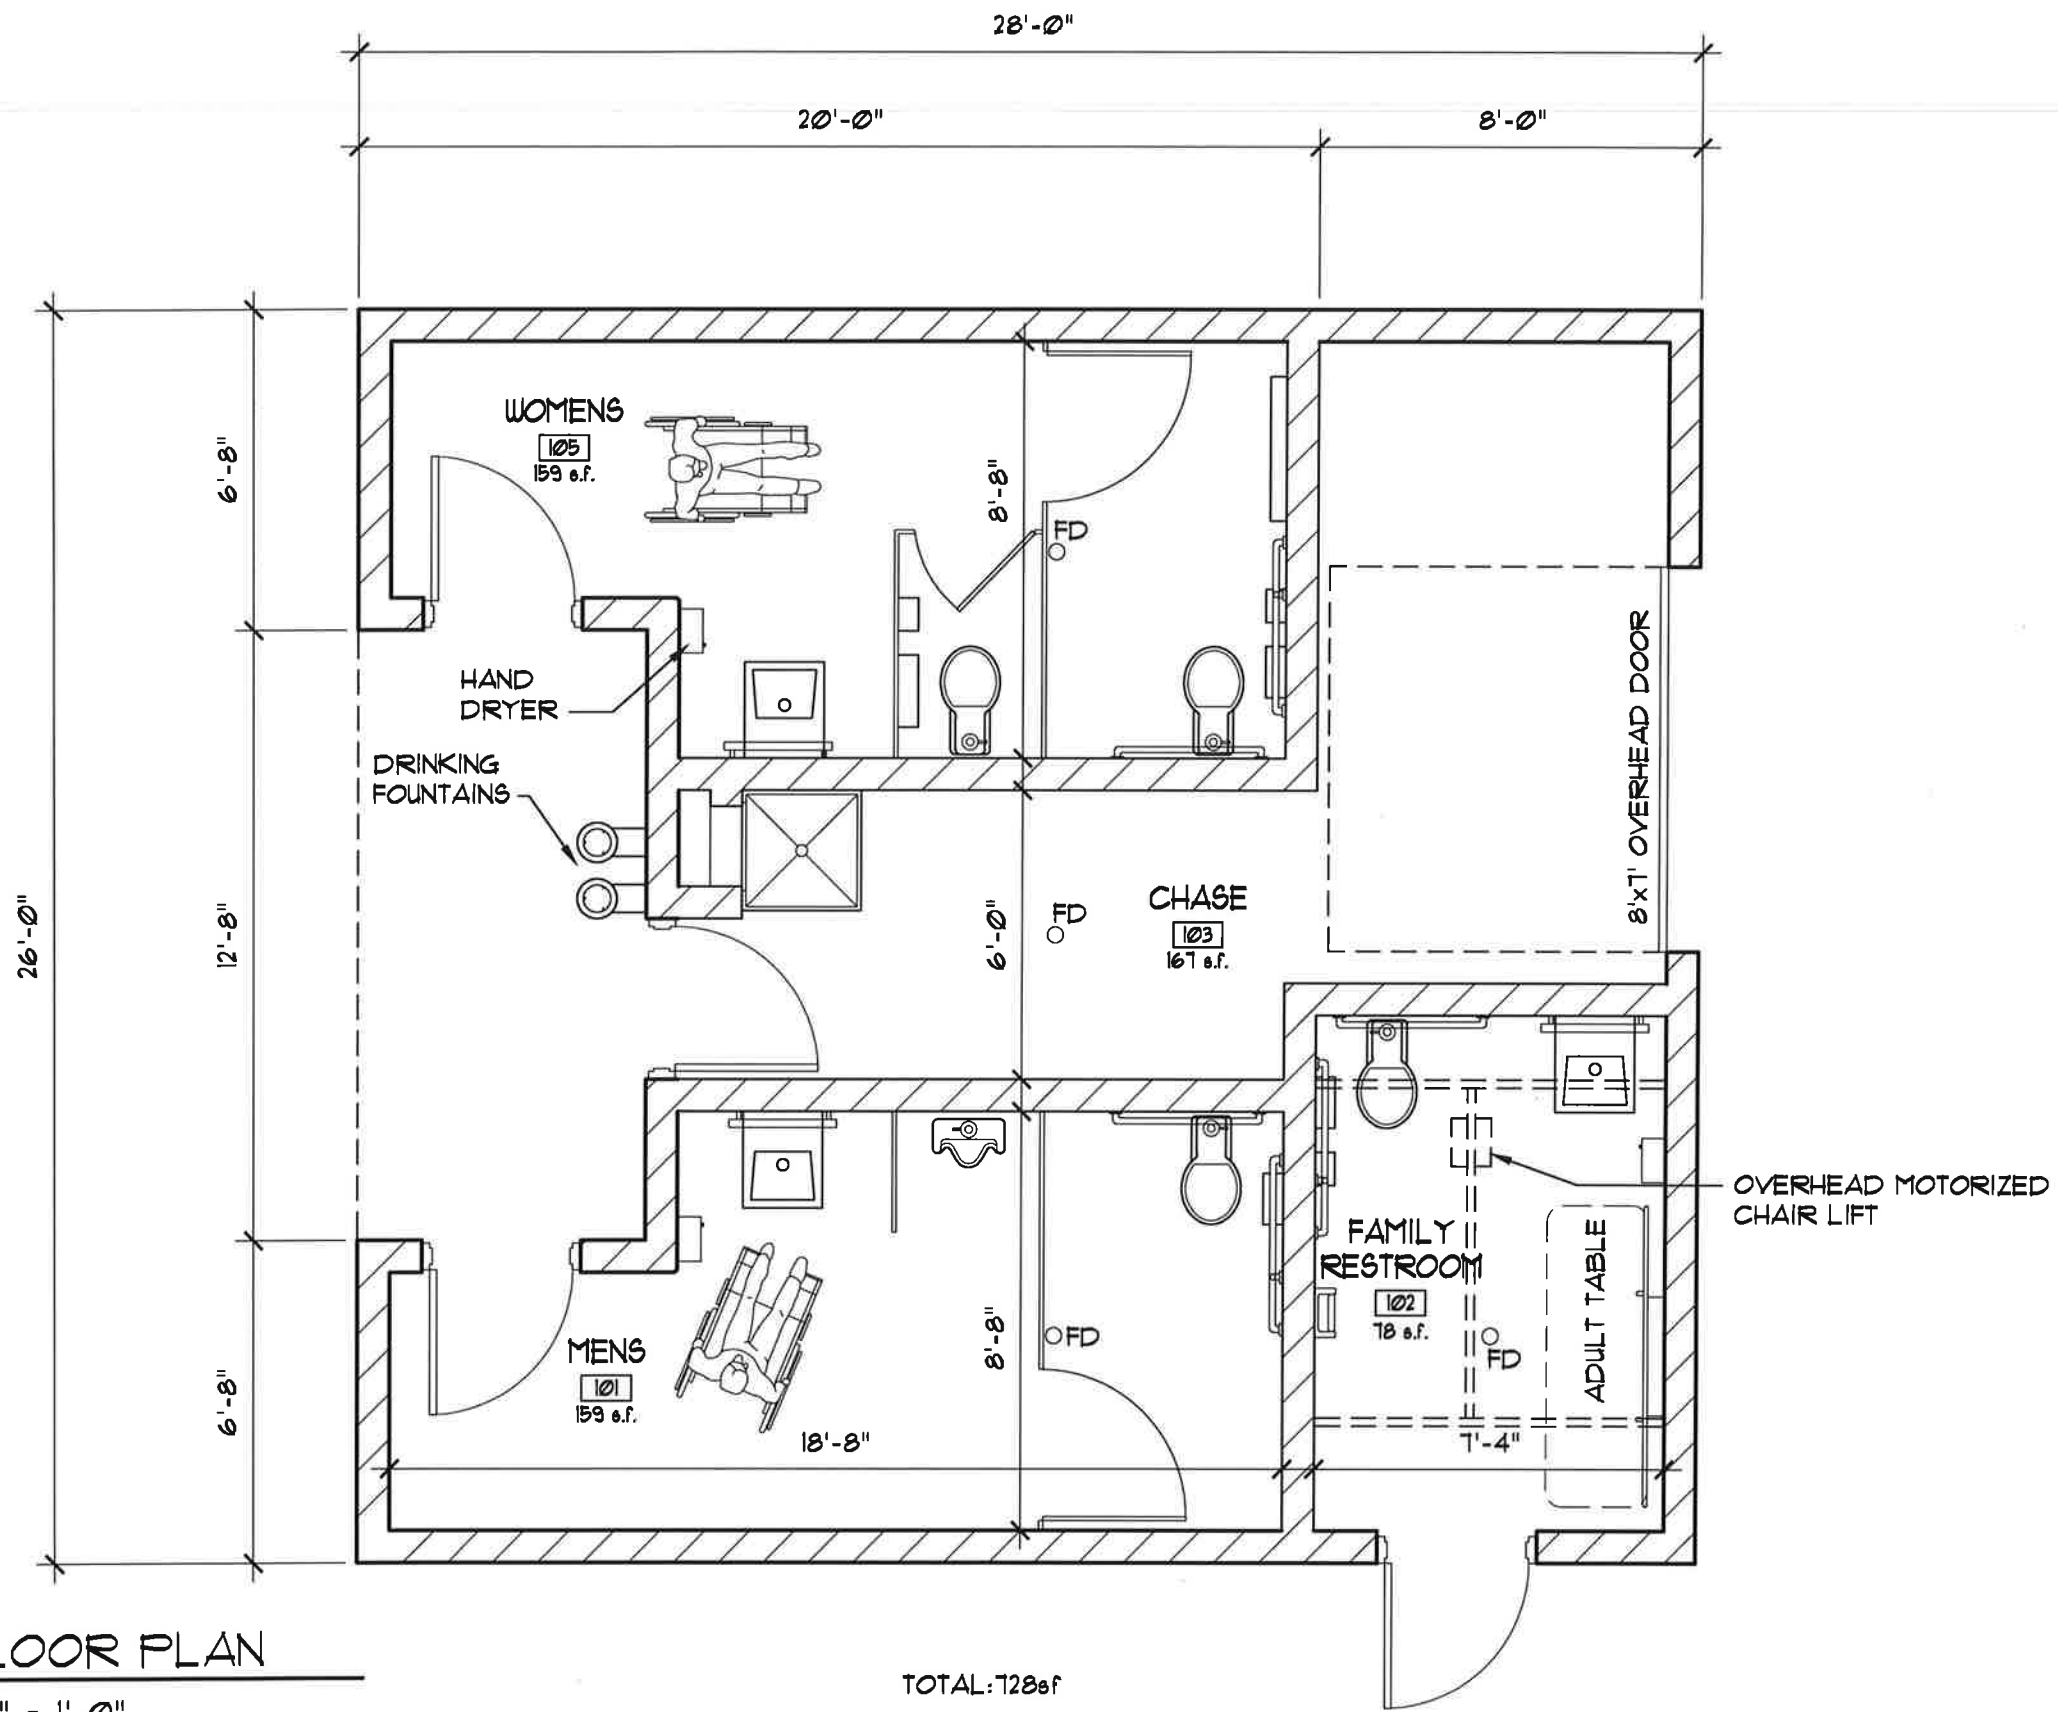 28'-0"
20'-0"
8'-0"
WOMENS
105
159 s.f.
6'-8"
8'-8"
FD
HAND
DRYER
DRINKING
FOUNTAINS
8'x7' OVERHEAD DOOR
26'-0"
12'-8"
6'-0"
FD
CHASE
103
167 s.f.
OVERHEAD MOTORIZED
CHAIR LIFT
FAMILY
RESTROOM
102
78 s.f.
FD
ADULT TABLE
MENS
101
159 s.f.
8'-8"
FD
6'-8"
18'-8"
7'-4"
LOOR PLAN
" = 1'-0"
TOTAL:728sf